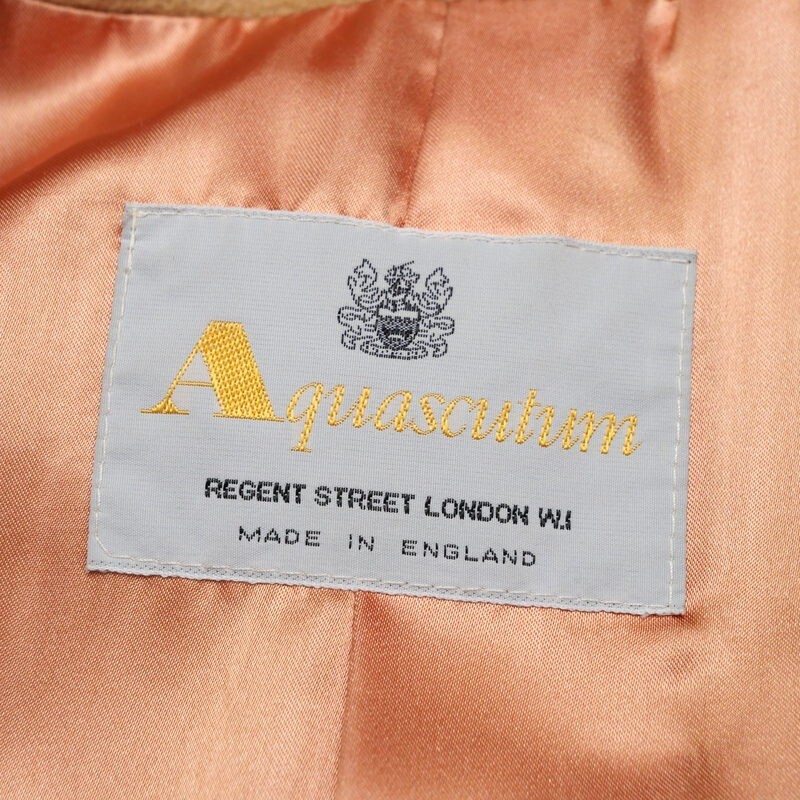 Aquascutum
REGENT STREET LONDON W.1
MADE IN ENGLAND